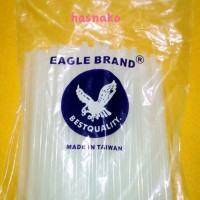 hasnako
EAGLE BRAND®
BESTQUALITY.
MADE IN TAIWAN